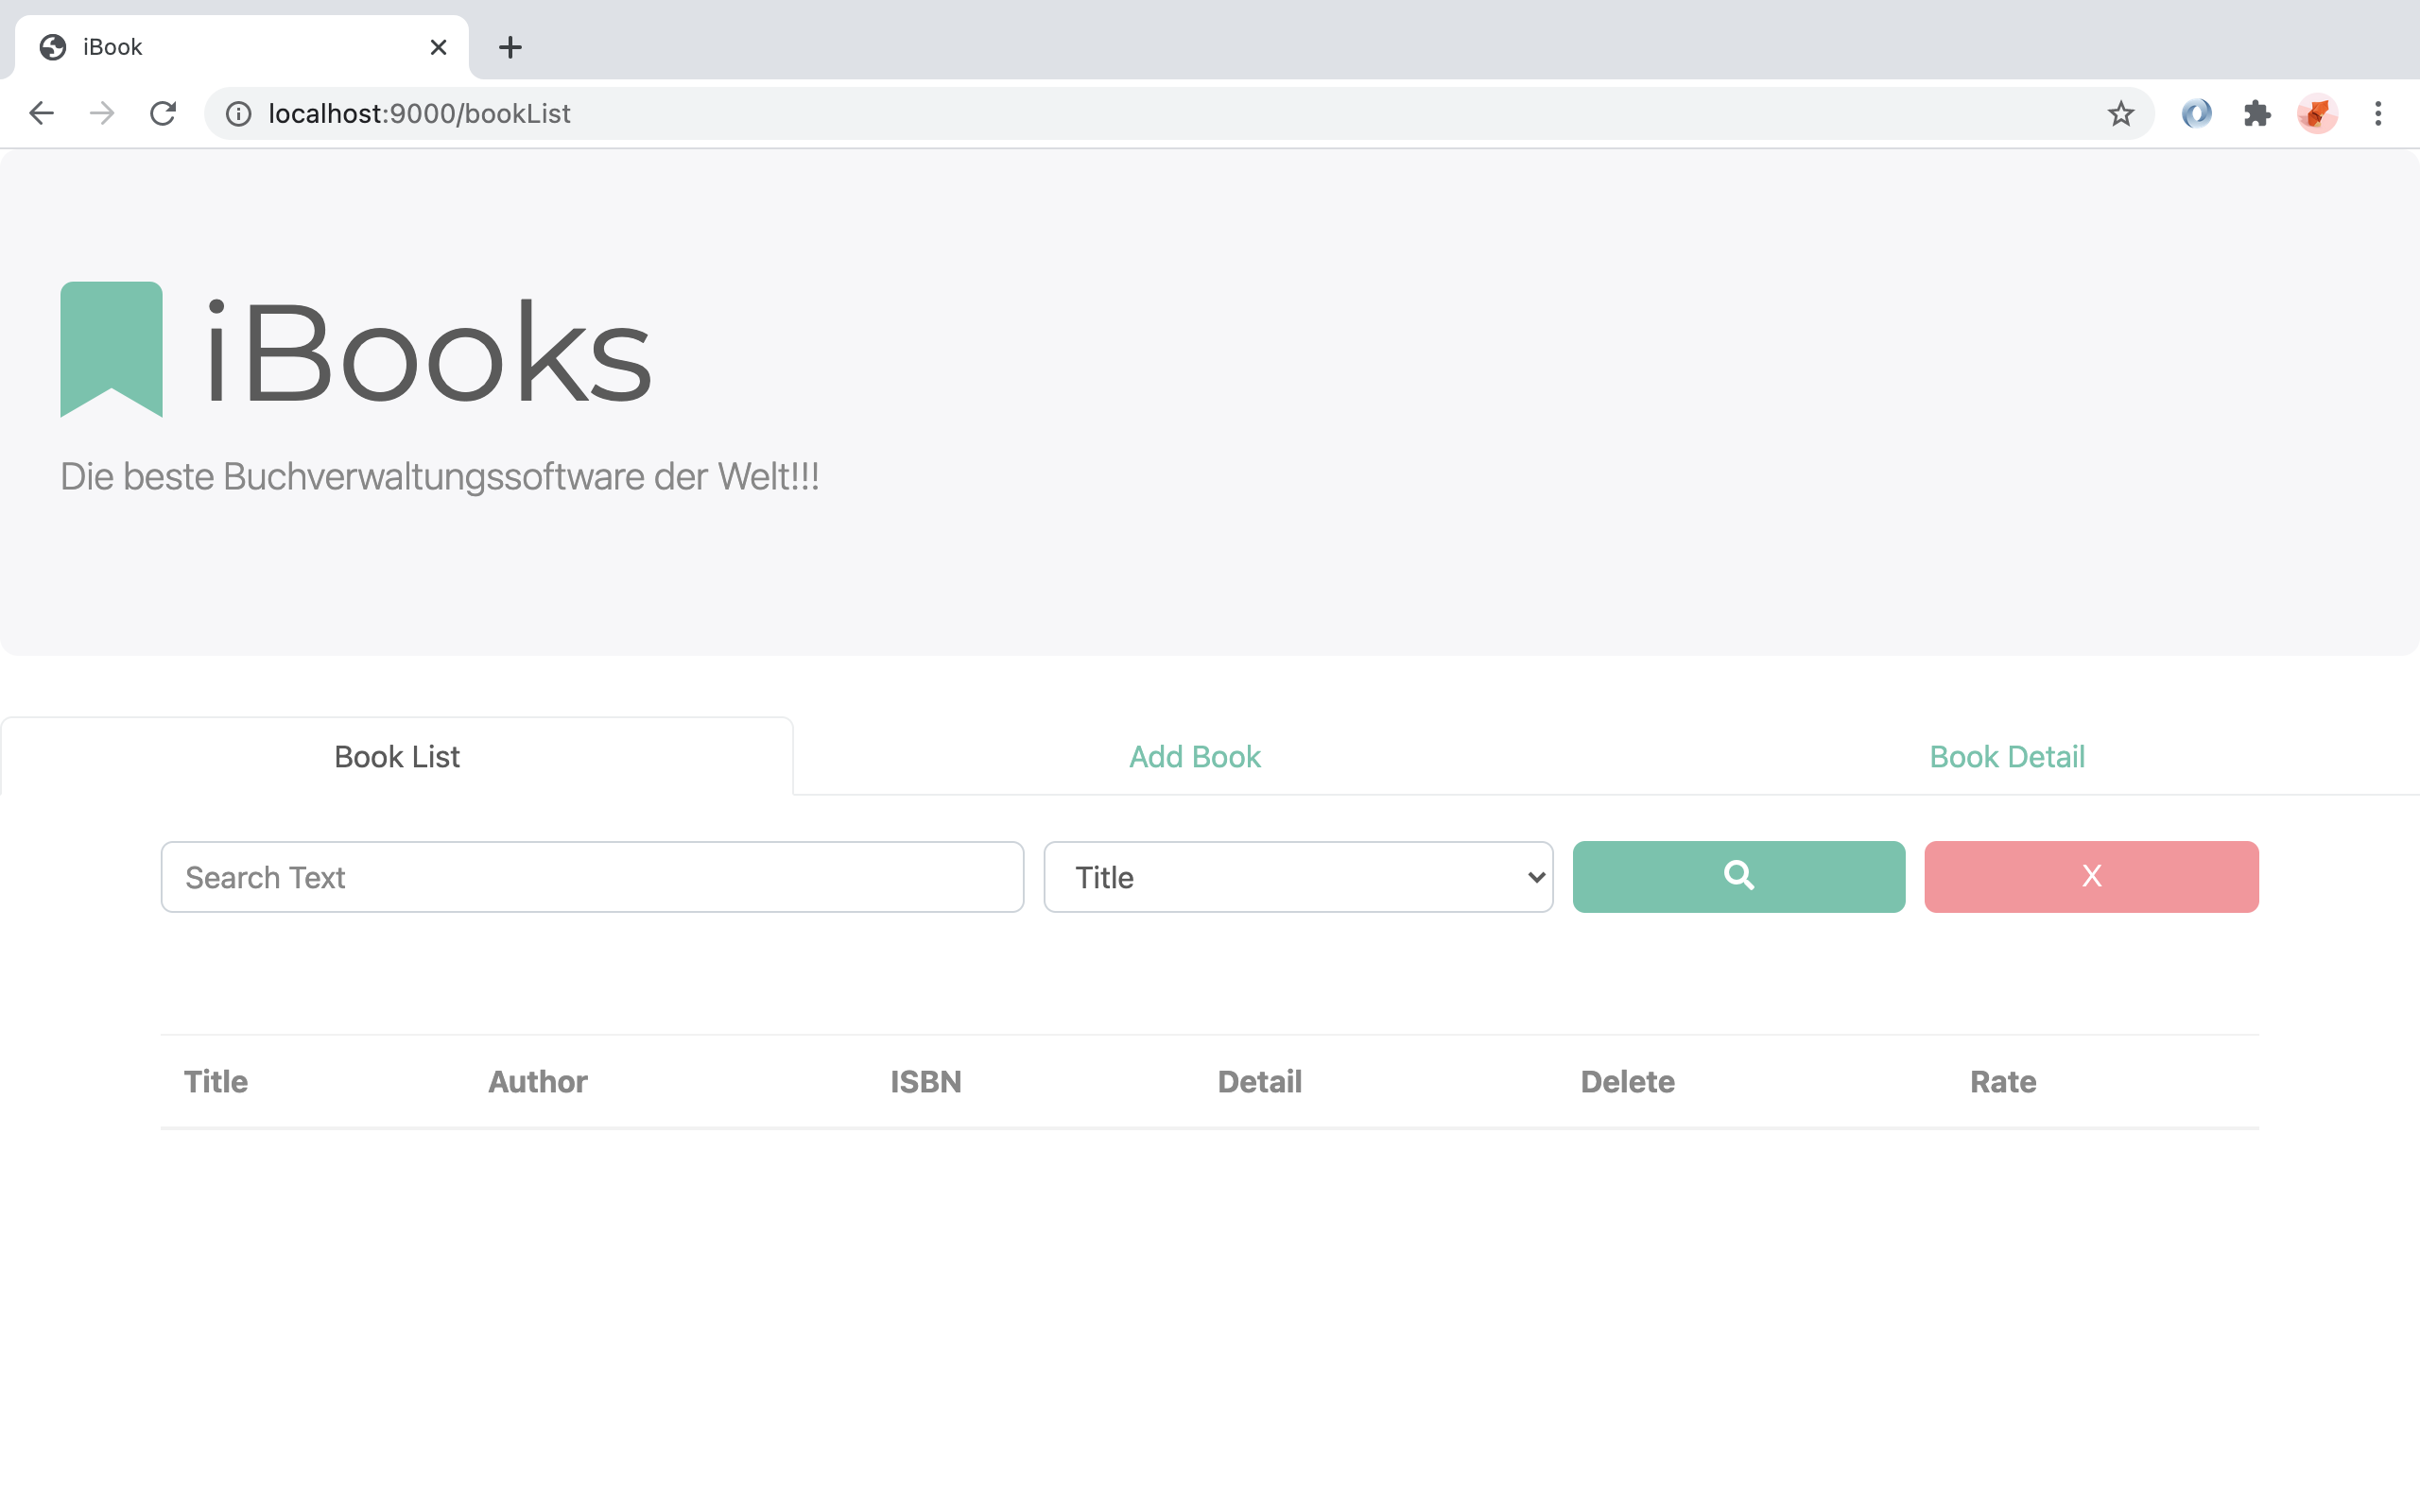 iBook
localhost:9000/bookList
iBooks
Die beste Buchverwaltungssoftware der Welt!!!
Book List Add Book Book Detail
Search Text Title X
Title Author ISBN Detail Delete Rate